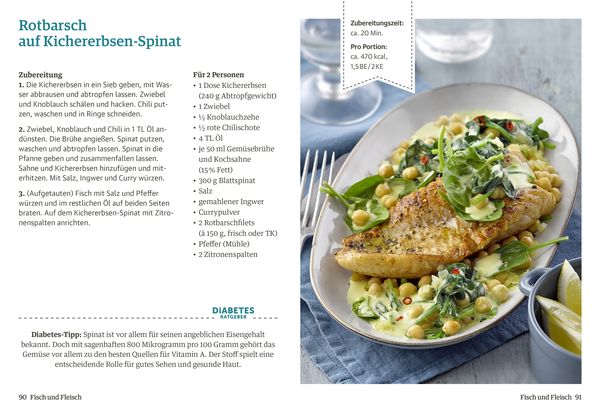 Rotbarsch
auf Kichererbsen-Spinat
Zubereitung
1. Die Kichererbsen in ein Sieb geben, mit Was-
ser abbrausen und abtropfen lassen. Zwiebel
und Knoblauch schälen und hacken. Chili put-
zen, waschen und in Ringe schneiden.
2. Zwiebel, Knoblauch und Chili in 1 TL Öl an-
dünsten. Die Brühe angießen. Spinat putzen,
waschen und abtropfen lassen. Spinat in die
Pfanne geben und zusammenfallen lassen.
Sahne und Kichererbsen hinzufügen und mit-
erhitzen. Mit Salz, Ingwer und Curry würzen.
3. (Aufgetauten) Fisch mit Salz und Pfeffer
würzen und im restlichen Öl auf beiden Seiten
braten. Auf dem Kichererbsen-Spinat mit Zitro-
nenspalten anrichten.
Für 2 Personen
• 1 Dose Kichererbsen
(240 g Abtropfgewicht)
• 1 Zwiebel
• ½ Knoblauchzehe
• ½ rote Chilischote
• 4 TL Öl
• je 50 ml Gemüsebrühe
und Kochsahne
(15 % Fett)
• 300 g Blattspinat
• Salz
• gemahlener Ingwer
• Currypulver
• 2 Rotbarschfilets
(à 150 g, frisch oder TK)
• Pfeffer (Mühle)
• 2 Zitronenspalten
DIABETES
RATGEBER
Diabetes-Tipp: Spinat ist vor allem für seinen angeblichen Eisengehalt
bekannt. Doch mit sagenhaften 800 Mikrogramm pro 100 Gramm gehört das
Gemüse vor allem zu den besten Quellen für Vitamin A. Der Stoff spielt eine
entscheidende Rolle für gutes Sehen und gesunde Haut.
90 Fisch und Fleisch
Zubereitungszeit:
ca. 20 Min.
Pro Portion:
ca. 470 kcal,
1,5 BE / 2 KE
Fisch und Fleisch 91